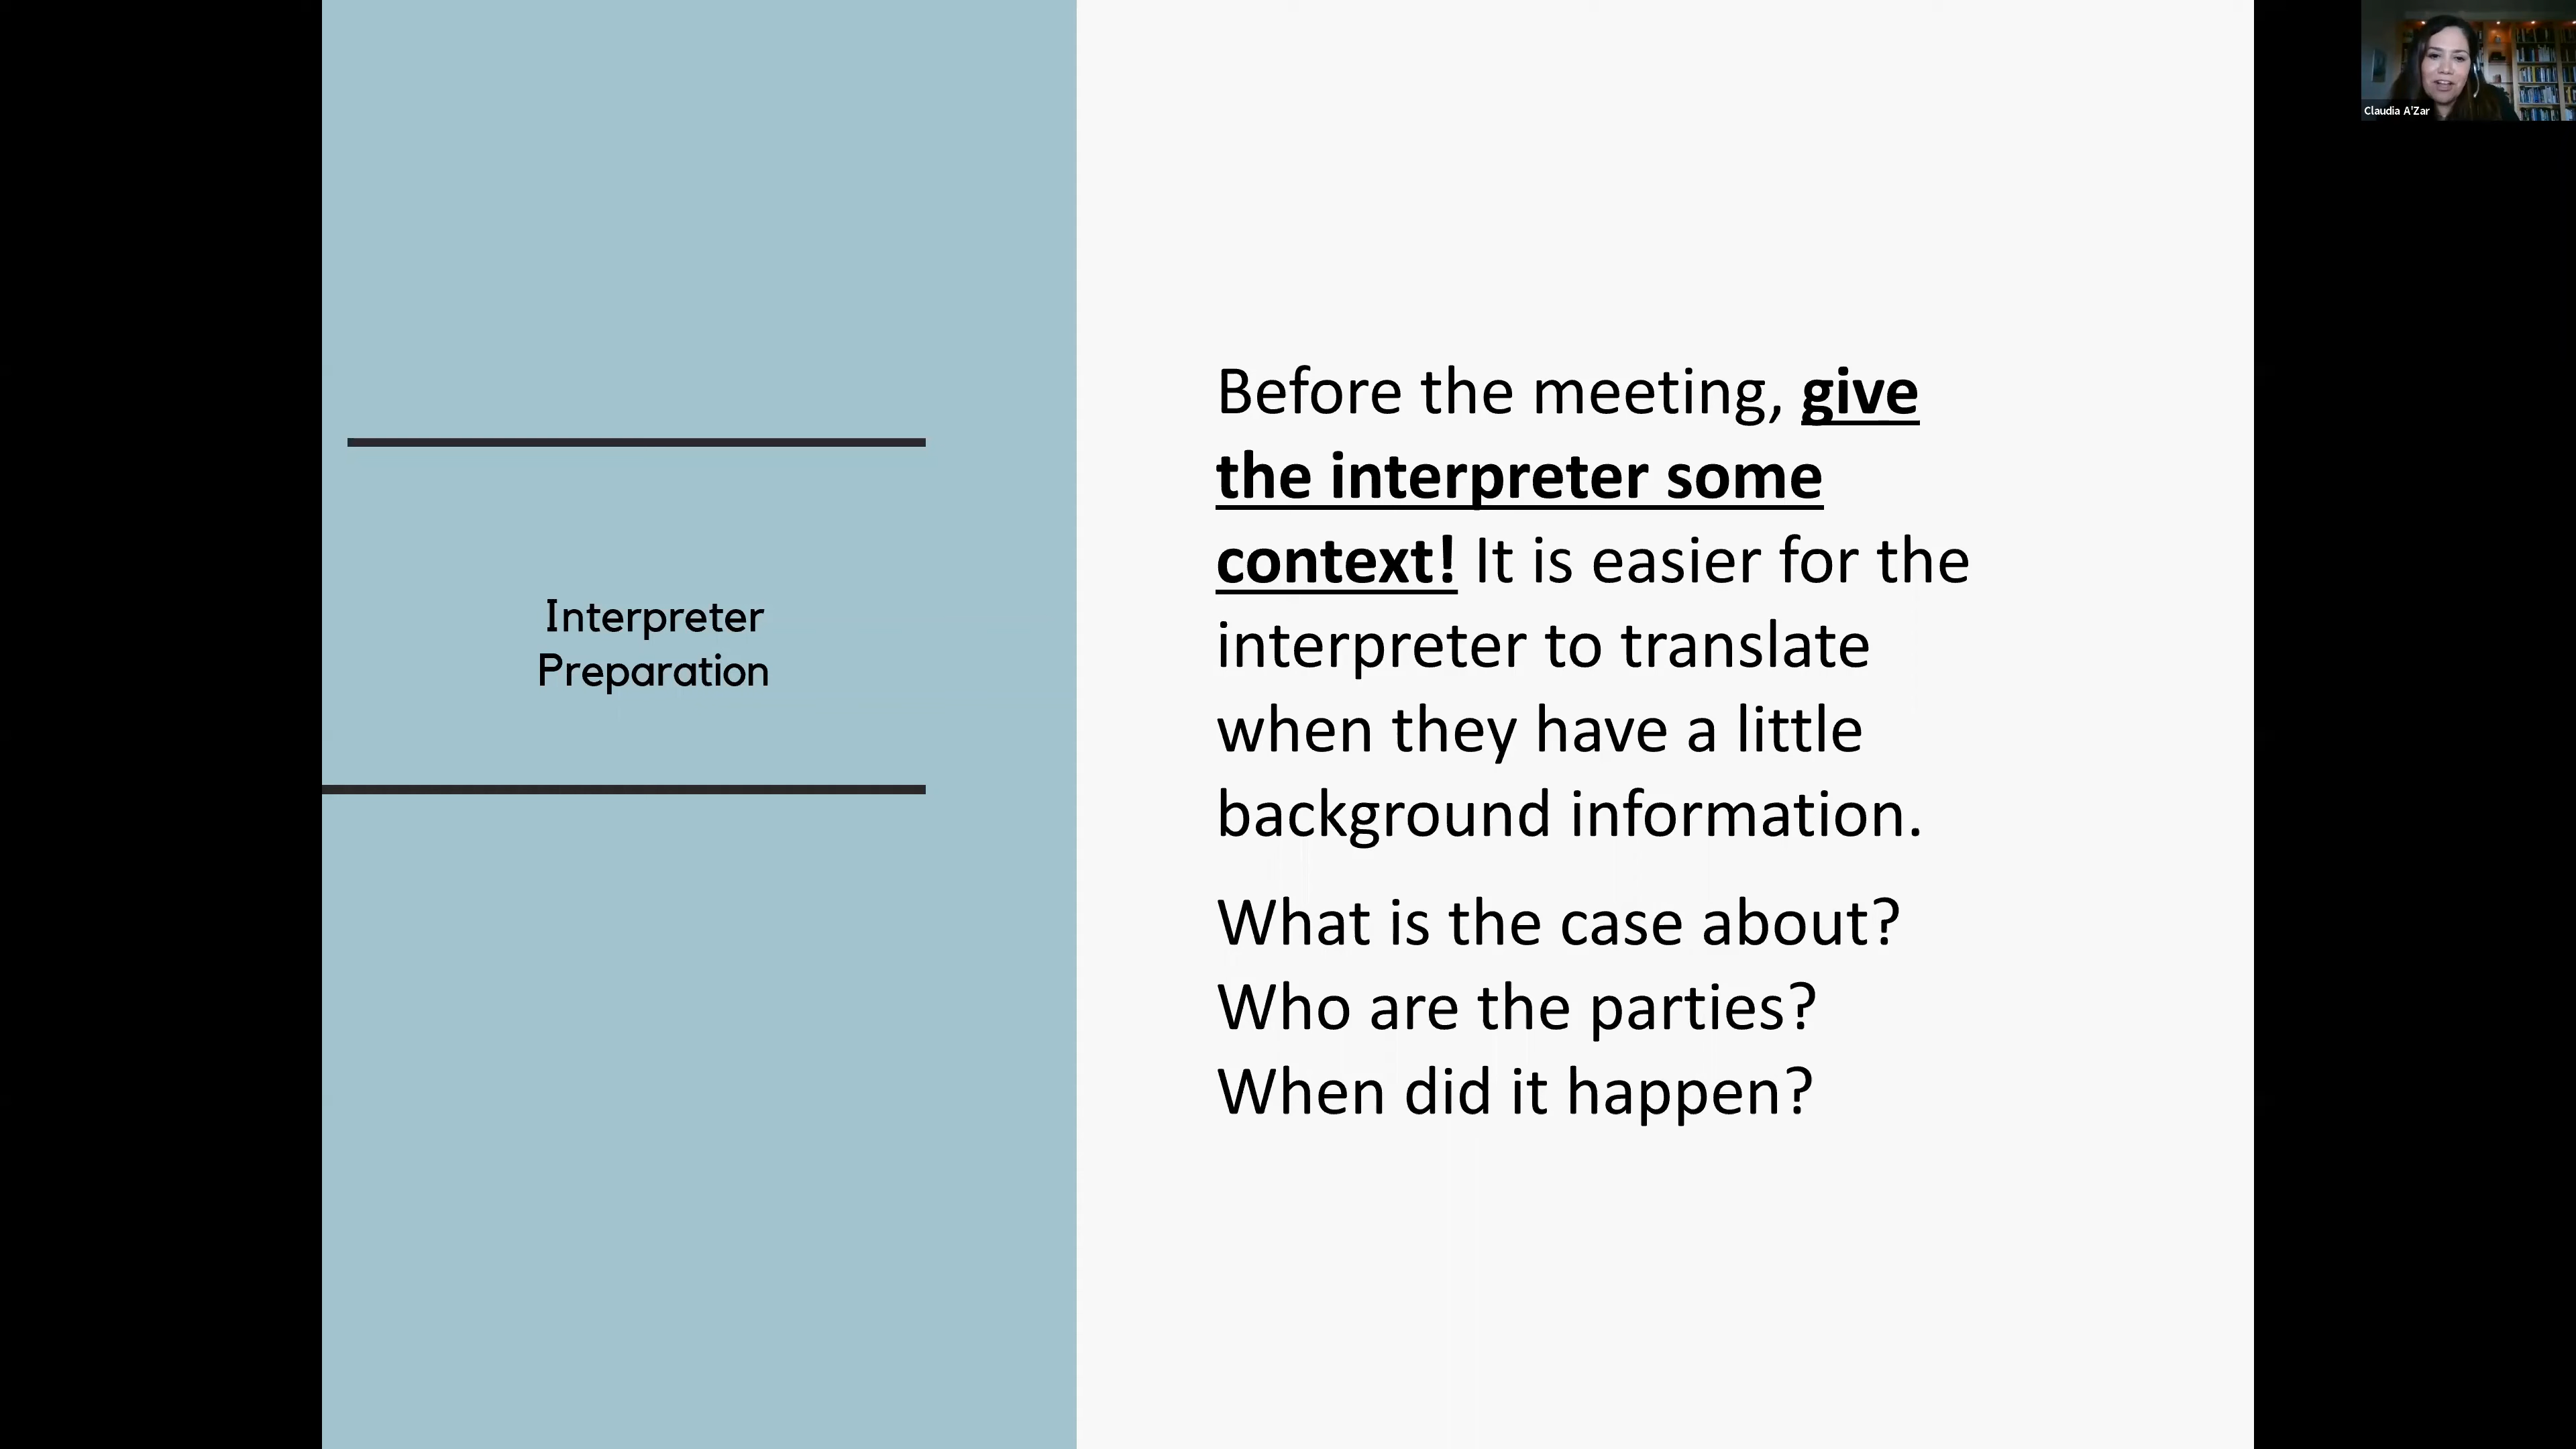 Interpreter
Preparation
Before the meeting, give
the interpreter some
context! It is easier for the
interpreter to translate
when they have a little
background information.
What is the case about?
Who are the parties?
When did it happen?
Claudia A'Zar